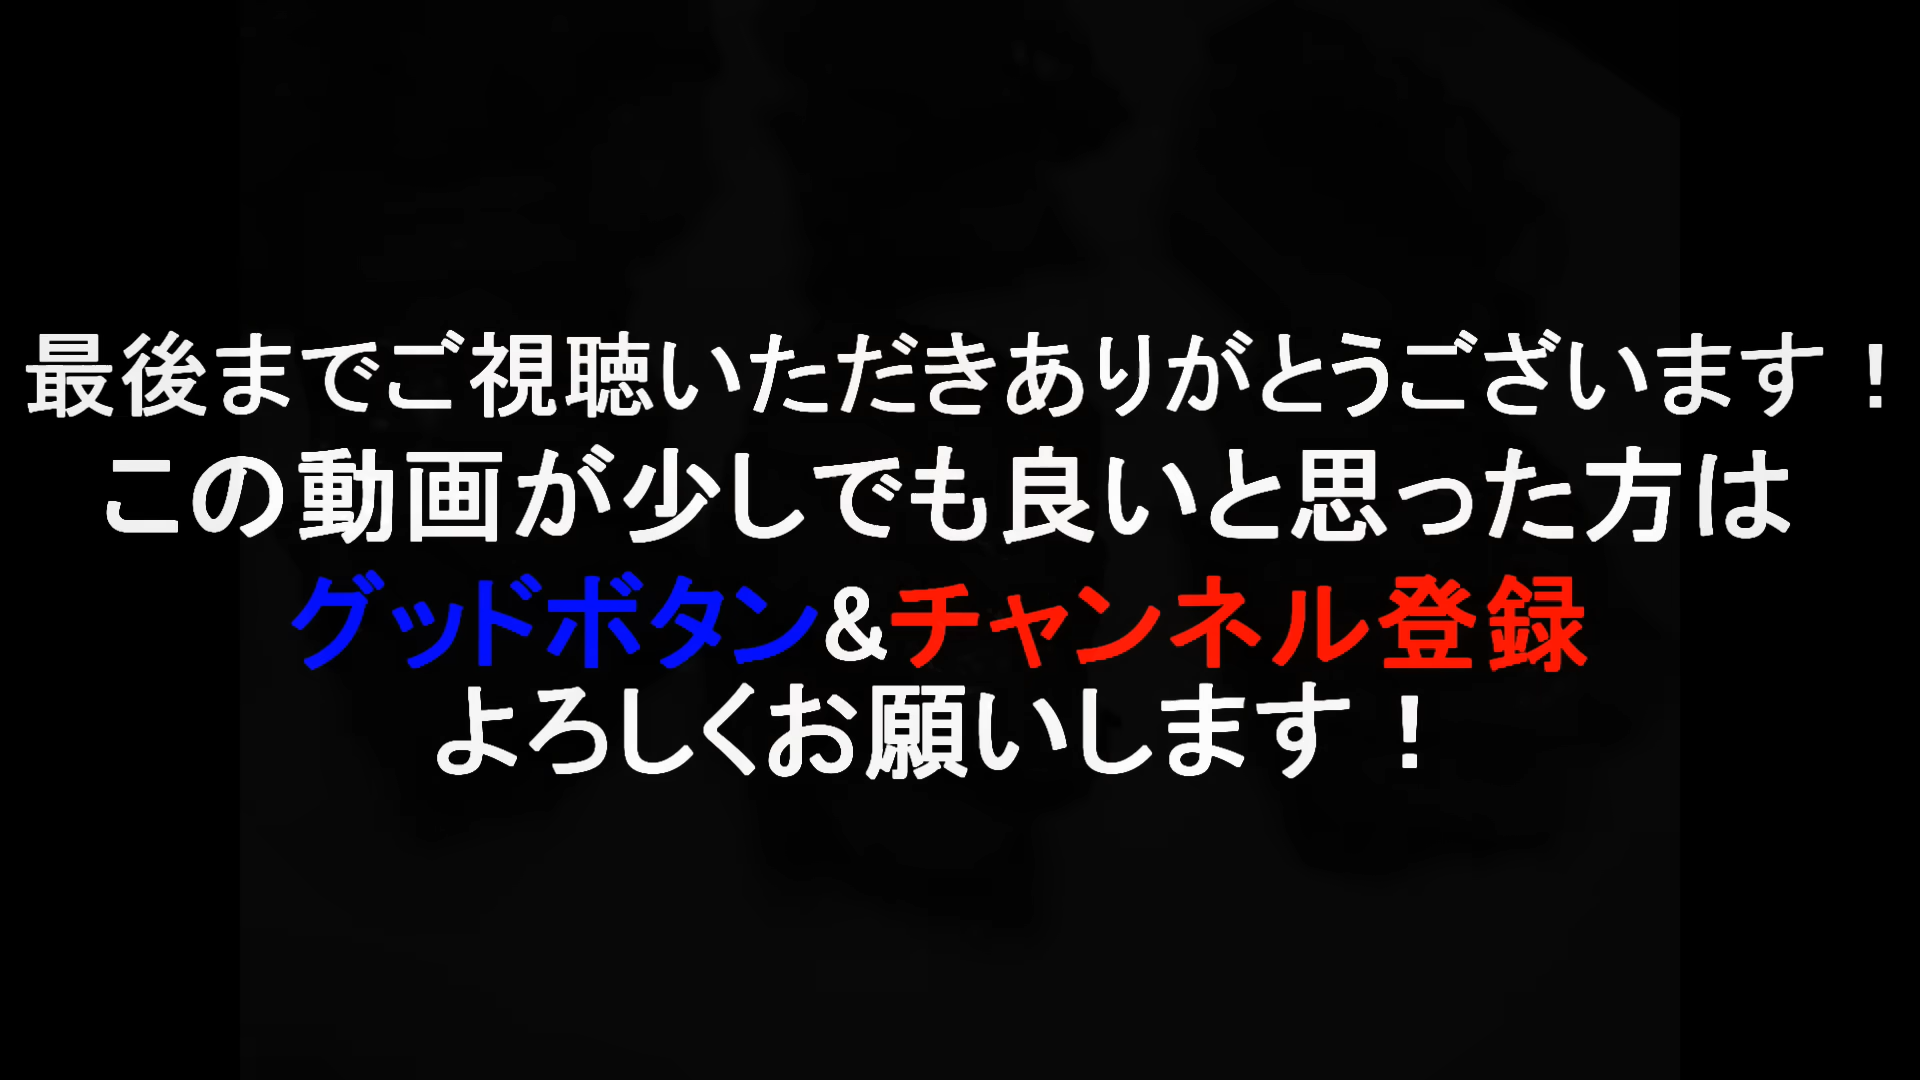 最後までご視聴いただきありがとうございます！
この動画が少しでも良いと思った方は
グッドボタン&チャンネル登録
よろしくお願いします！